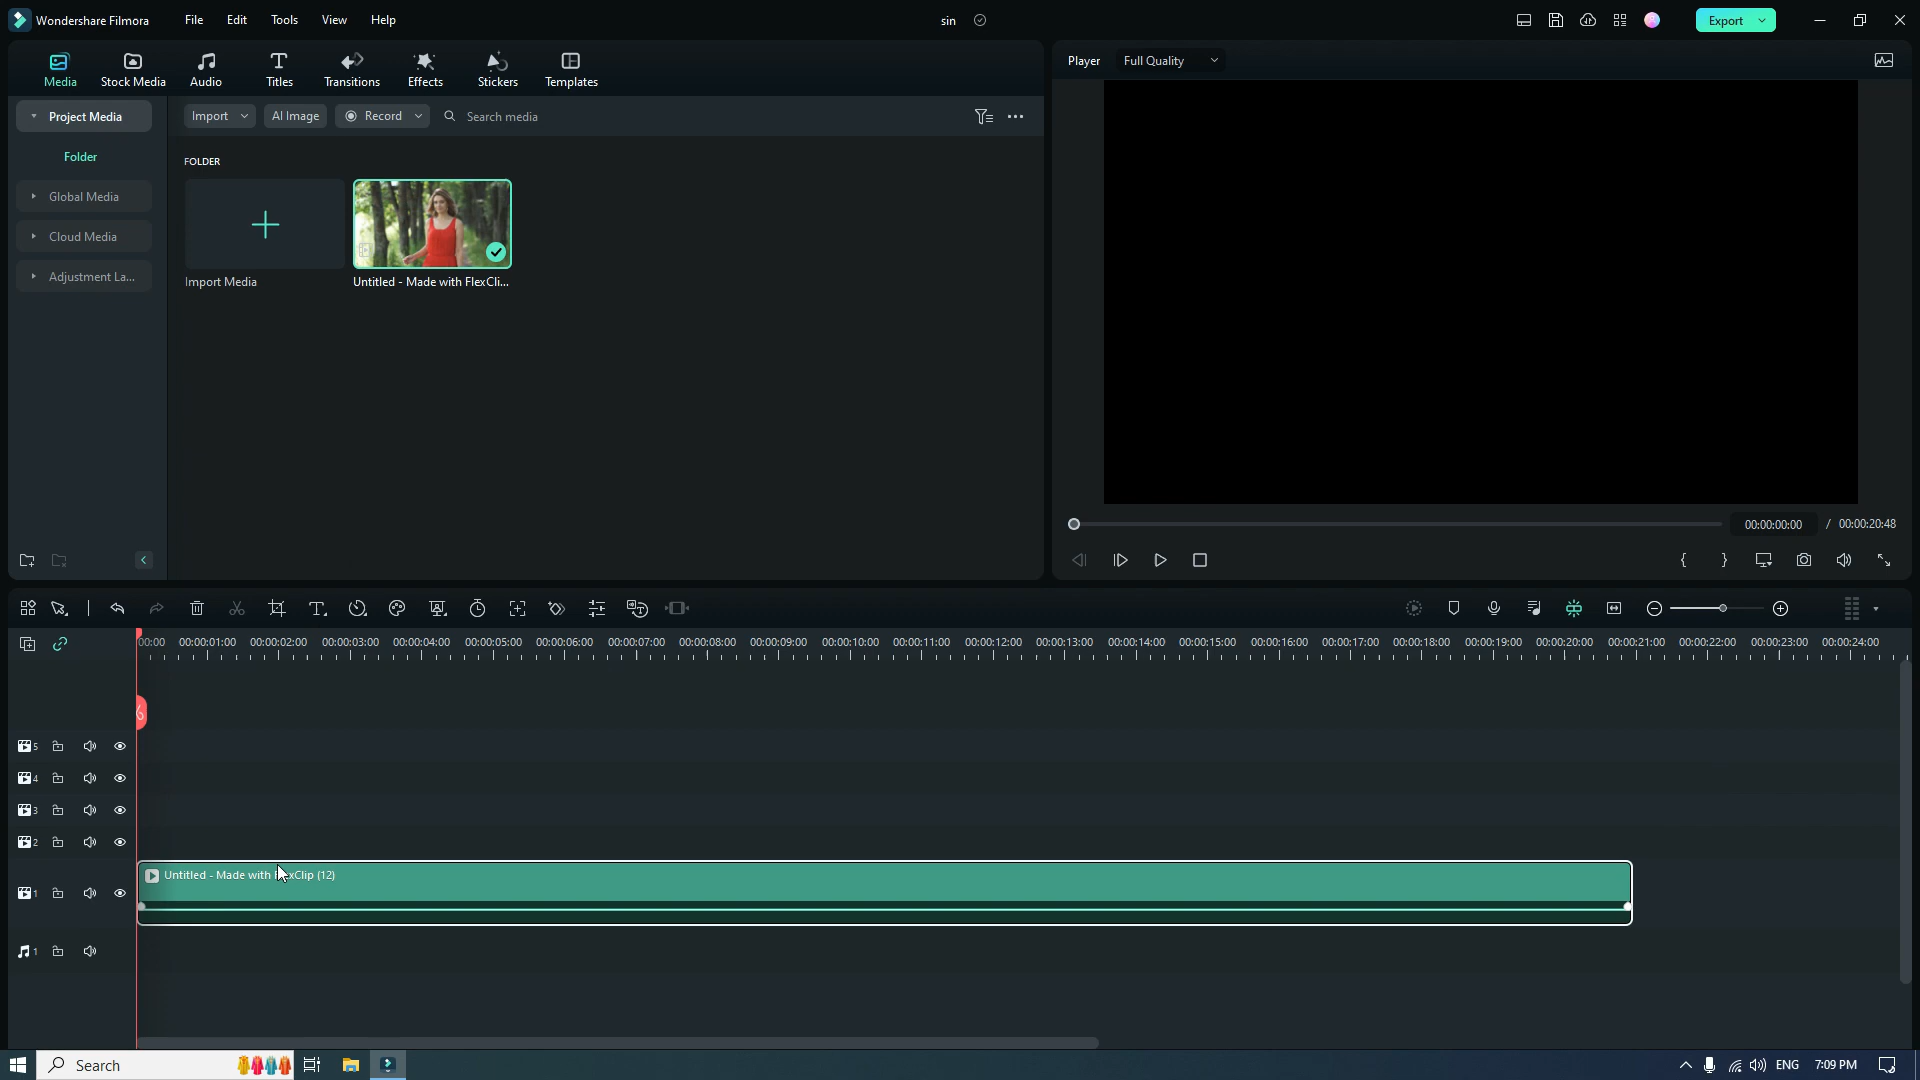 Wondershare Filmora
File Edit Tools View Help
sin
Export
Media Stock Media Audio Titles Transitions Effects Stickers Templates
Player Full Quality
Project Media
Import AI Image Record Search media
Folder
FOLDER
Global Media
Cloud Media
Adjustment La...
Import Media
Untitled - Made with FlexCli...
00:00:00:00 / 00:00:20:48
00:00 00:00:01:00 00:00:02:00 00:00:03:00 00:00:04:00 00:00:05:00 00:00:06:00 00:00:07:00 00:00:08:00 00:00:09:00 00:00:10:00 00:00:11:00 00:00:12:00 00:00:13:00 00:00:14:00 00:00:15:00 00:00:16:00 00:00:17:00 00:00:18:00 00:00:19:00 00:00:20:00 00:00:21:00 00:00:22:00 00:00:23:00 00:00:24:00
5
4
3
2
Untitled - Made with FlexClip (12)
1
1
Search
ENG 7:09 PM